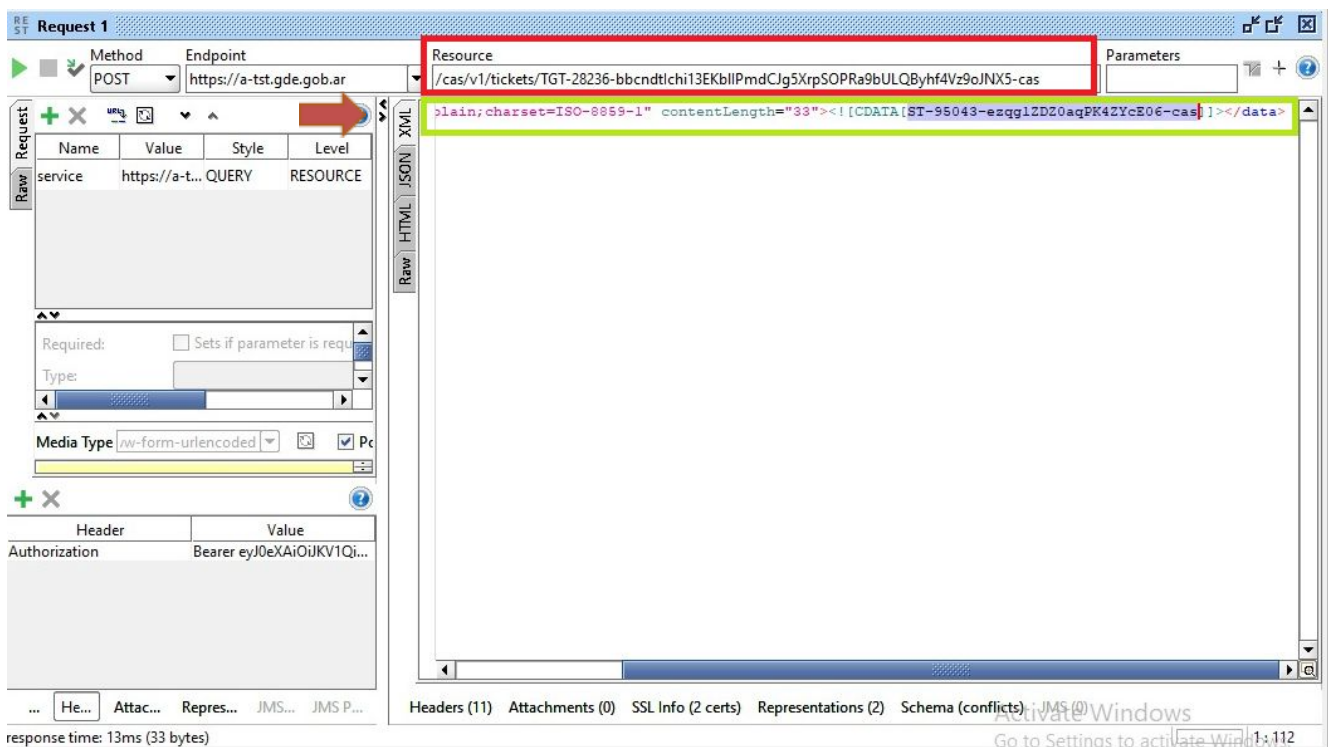 REST Request 1
Method Endpoint Resource Parameters
POST https://a-tst.gde.gob.ar /cas/v1/tickets/TGT-28236-bbcndtlchi13EKbIIPmdCJg5XrpSOPRa9bULQByhf4Vz9oJNX5-cas
Request
Raw
Name Value Style Level
service https://a-t... QUERY RESOURCE
Required: Sets if parameter is requ
Type:
Media Type /w-form-urlencoded Po
Header Value
Authorization Bearer eyJ0eXAiOiJKV1Qi...
... He... Attac... Repres... JMS... JMS P...
XML
JSON
HTML
Raw
plain;charset=ISO-8859-1" contentLength="33"><![CDATA[ST-95043-ezqg1ZDZ0aqPK4ZYcE06-cas]]></data>
Headers (11) Attachments (0) SSL Info (2 certs) Representations (2) Schema (conflicts) JMS (0)
Activate Windows
Go to Settings to activate Windows.
response time: 13ms (33 bytes)
1 : 112